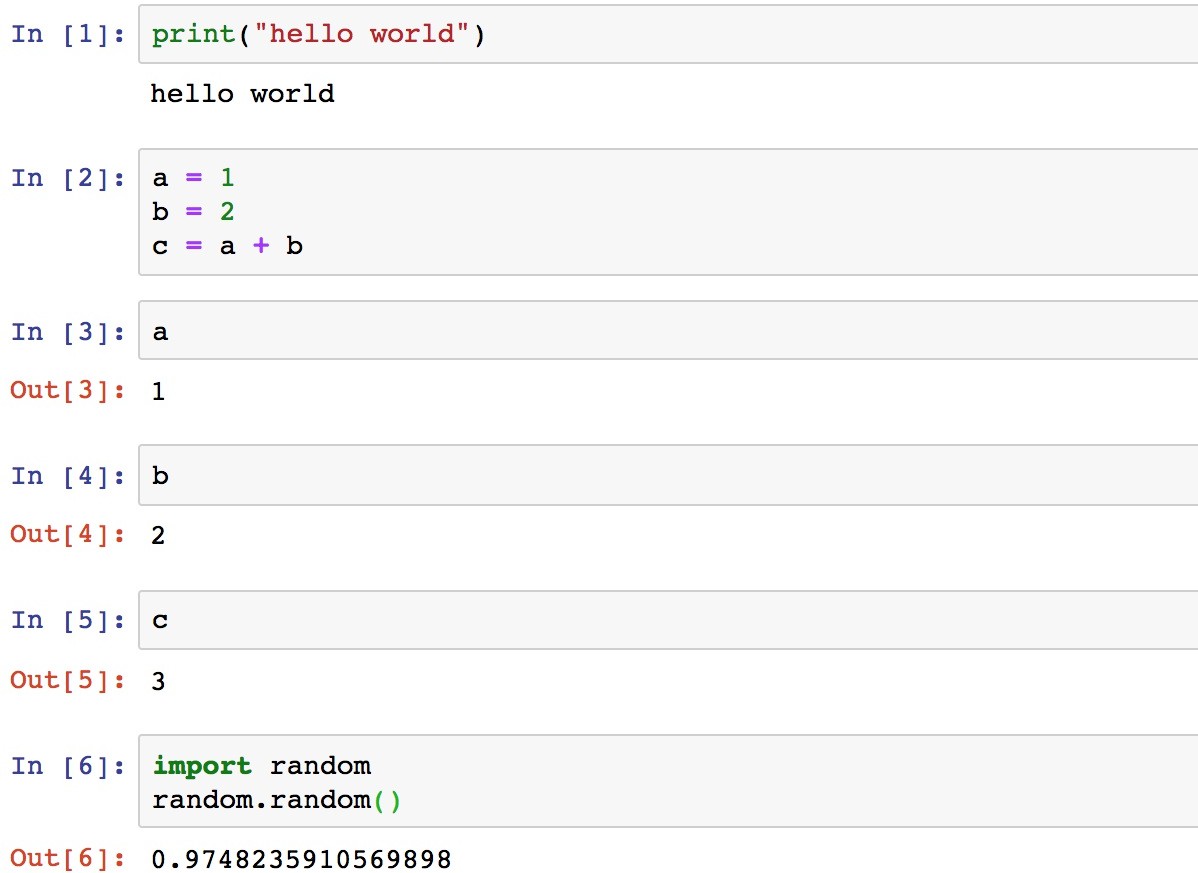 In [1]: print("hello world")
hello world
In [2]: a = 1
b = 2
c = a + b
In [3]: a
Out[3]: 1
In [4]: b
Out[4]: 2
In [5]: c
Out[5]: 3
In [6]: import random
random.random()
Out[6]: 0.9748235910569898